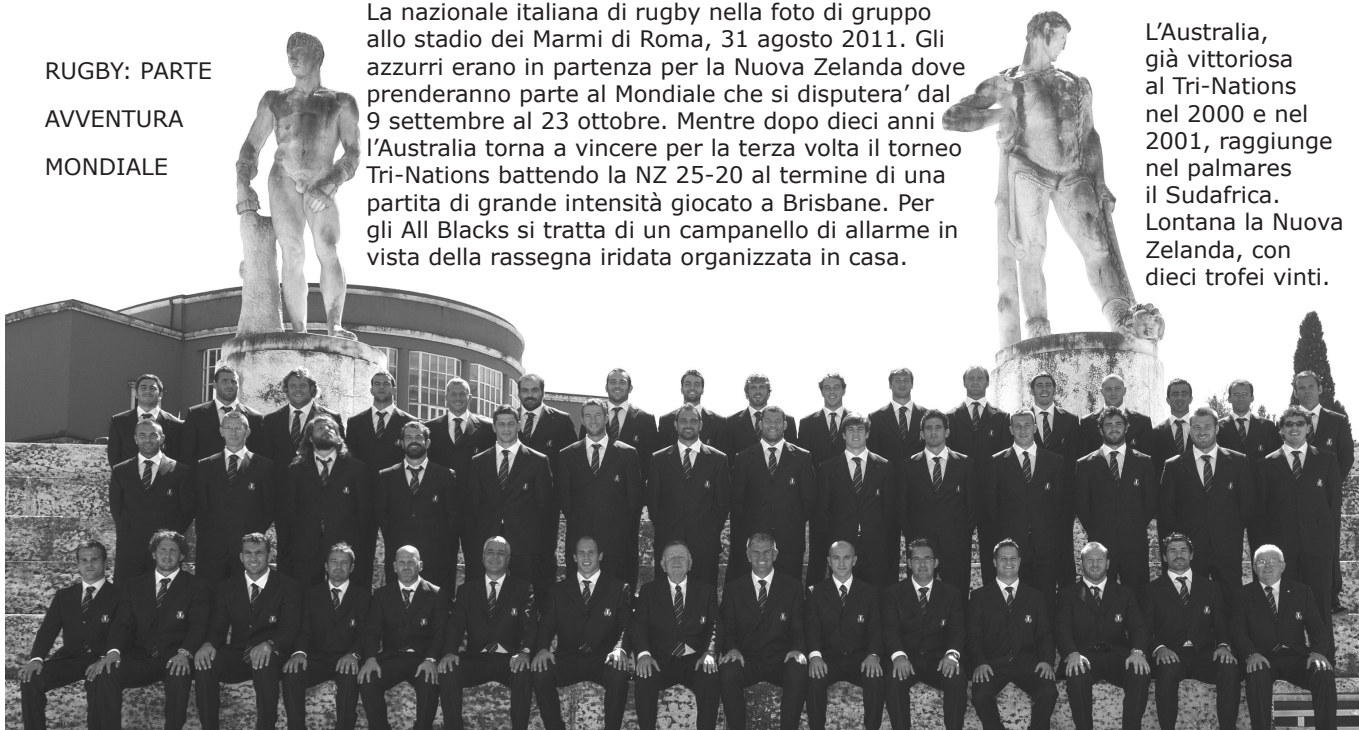 RUGBY: PARTE
AVVENTURA
MONDIALE
La nazionale italiana di rugby nella foto di gruppo
allo stadio dei Marmi di Roma, 31 agosto 2011. Gli
azzurri erano in partenza per la Nuova Zelanda dove
prenderanno parte al Mondiale che si disputera’ dal
9 settembre al 23 ottobre. Mentre dopo dieci anni
l’Australia torna a vincere per la terza volta il torneo
Tri-Nations battendo la NZ 25-20 al termine di una
partita di grande intensità giocato a Brisbane. Per
gli All Blacks si tratta di un campanello di allarme in
vista della rassegna iridata organizzata in casa.
L’Australia,
già vittoriosa
al Tri-Nations
nel 2000 e nel
2001, raggiunge
nel palmares
il Sudafrica.
Lontana la Nuova
Zelanda, con
dieci trofei vinti.